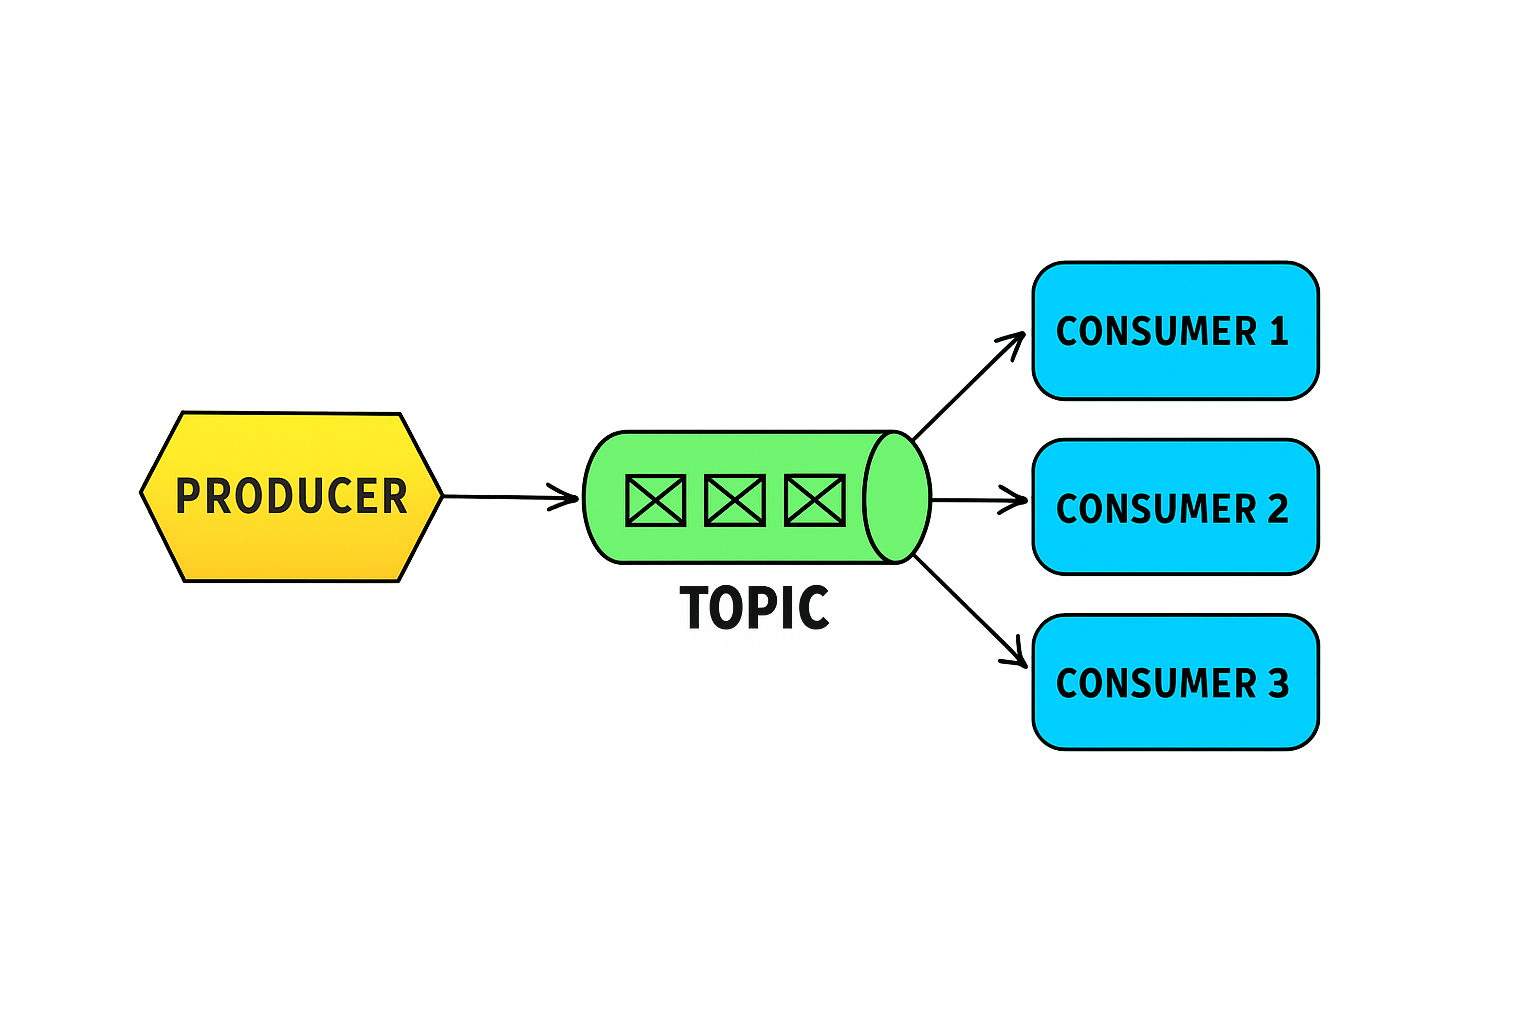 PRODUCER
TOPIC
CONSUMER 1
CONSUMER 2
CONSUMER 3